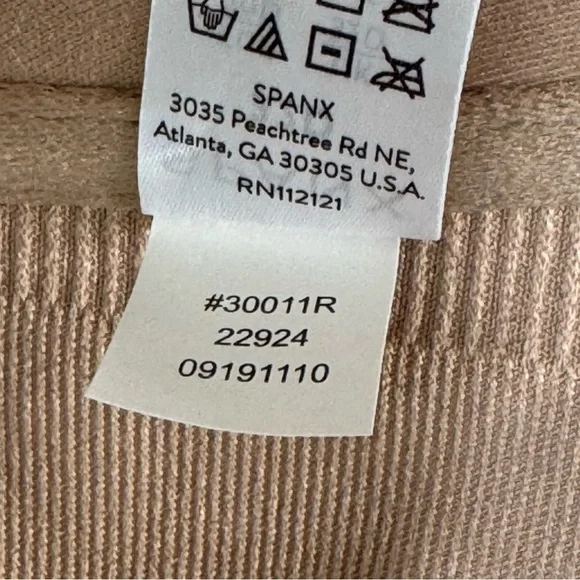 SPANX
3035 Peachtree Rd NE,
Atlanta, GA 30305 U.S.A.
RN112121
#30011R
22924
09191110